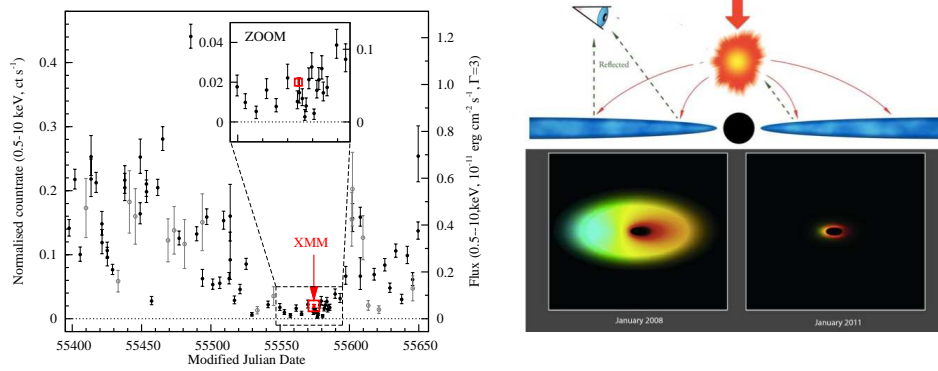 Normalised countrate (0.5-10 keV, ct s⁻¹)
0
0.1
0.2
0.3
0.4
55400
55450
55500
55550
55600
55650
Modified Julian Date
ZOOM
0
0.02
0.04
0
0.1
XMM
0
0.2
0.4
0.6
0.8
1.0
1.2
Flux (0.5--10,keV, 10⁻¹¹ erg cm⁻² s⁻¹, Γ=3)
Reflected
January 2008
January 2011